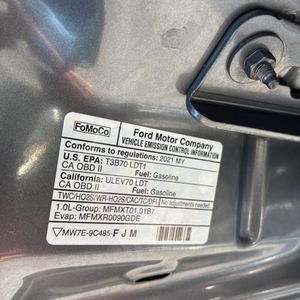 FoMoCo
Ford Motor Company
VEHICLE EMISSION CONTROL INFORMATION
Conforms to regulations: 2021 MY
U.S. EPA: T3B70 LDT1
CA OBD II Fuel: Gasoline
California: ULEV70 LDT
CA OBD II Fuel: Gasoline
TWC/HO2S/WR-HO2S/CAC/TC/DFI
1.0L-Group: MFMXT01.01B7
Evap: MFMXR0090GDE
No adjustments needed.
MW7E-9C485-F J M